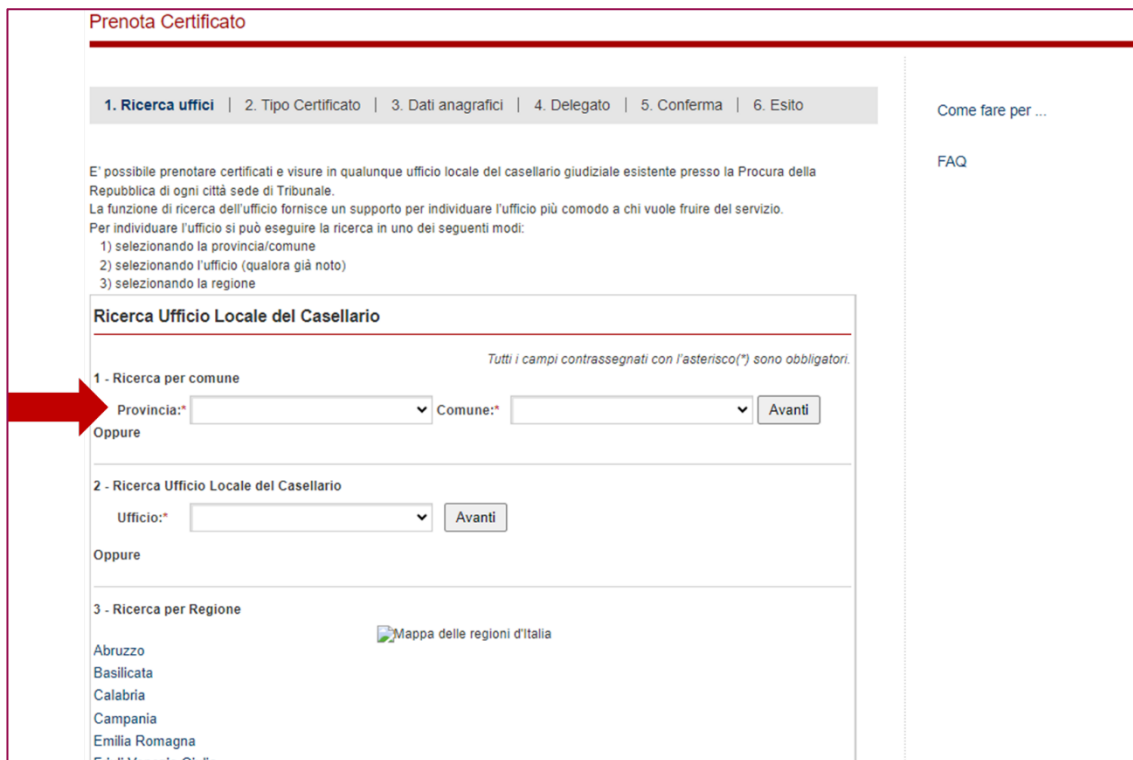 Prenota Certificato
1. Ricerca uffici | 2. Tipo Certificato | 3. Dati anagrafici | 4. Delegato | 5. Conferma | 6. Esito
Come fare per ...
FAQ
E' possibile prenotare certificati e visure in qualunque ufficio locale del casellario giudiziale esistente presso la Procura della
Repubblica di ogni città sede di Tribunale.
La funzione di ricerca dell'ufficio fornisce un supporto per individuare l'ufficio più comodo a chi vuole fruire del servizio.
Per individuare l'ufficio si può eseguire la ricerca in uno dei seguenti modi:
1) selezionando la provincia/comune
2) selezionando l'ufficio (qualora già noto)
3) selezionando la regione
Ricerca Ufficio Locale del Casellario
Tutti i campi contrassegnati con l'asterisco(*) sono obbligatori.
1 - Ricerca per comune
Provincia:* Comune:* Avanti
Oppure
2 - Ricerca Ufficio Locale del Casellario
Ufficio:* Avanti
Oppure
3 - Ricerca per Regione
Mappa delle regioni d'Italia
Abruzzo
Basilicata
Calabria
Campania
Emilia Romagna